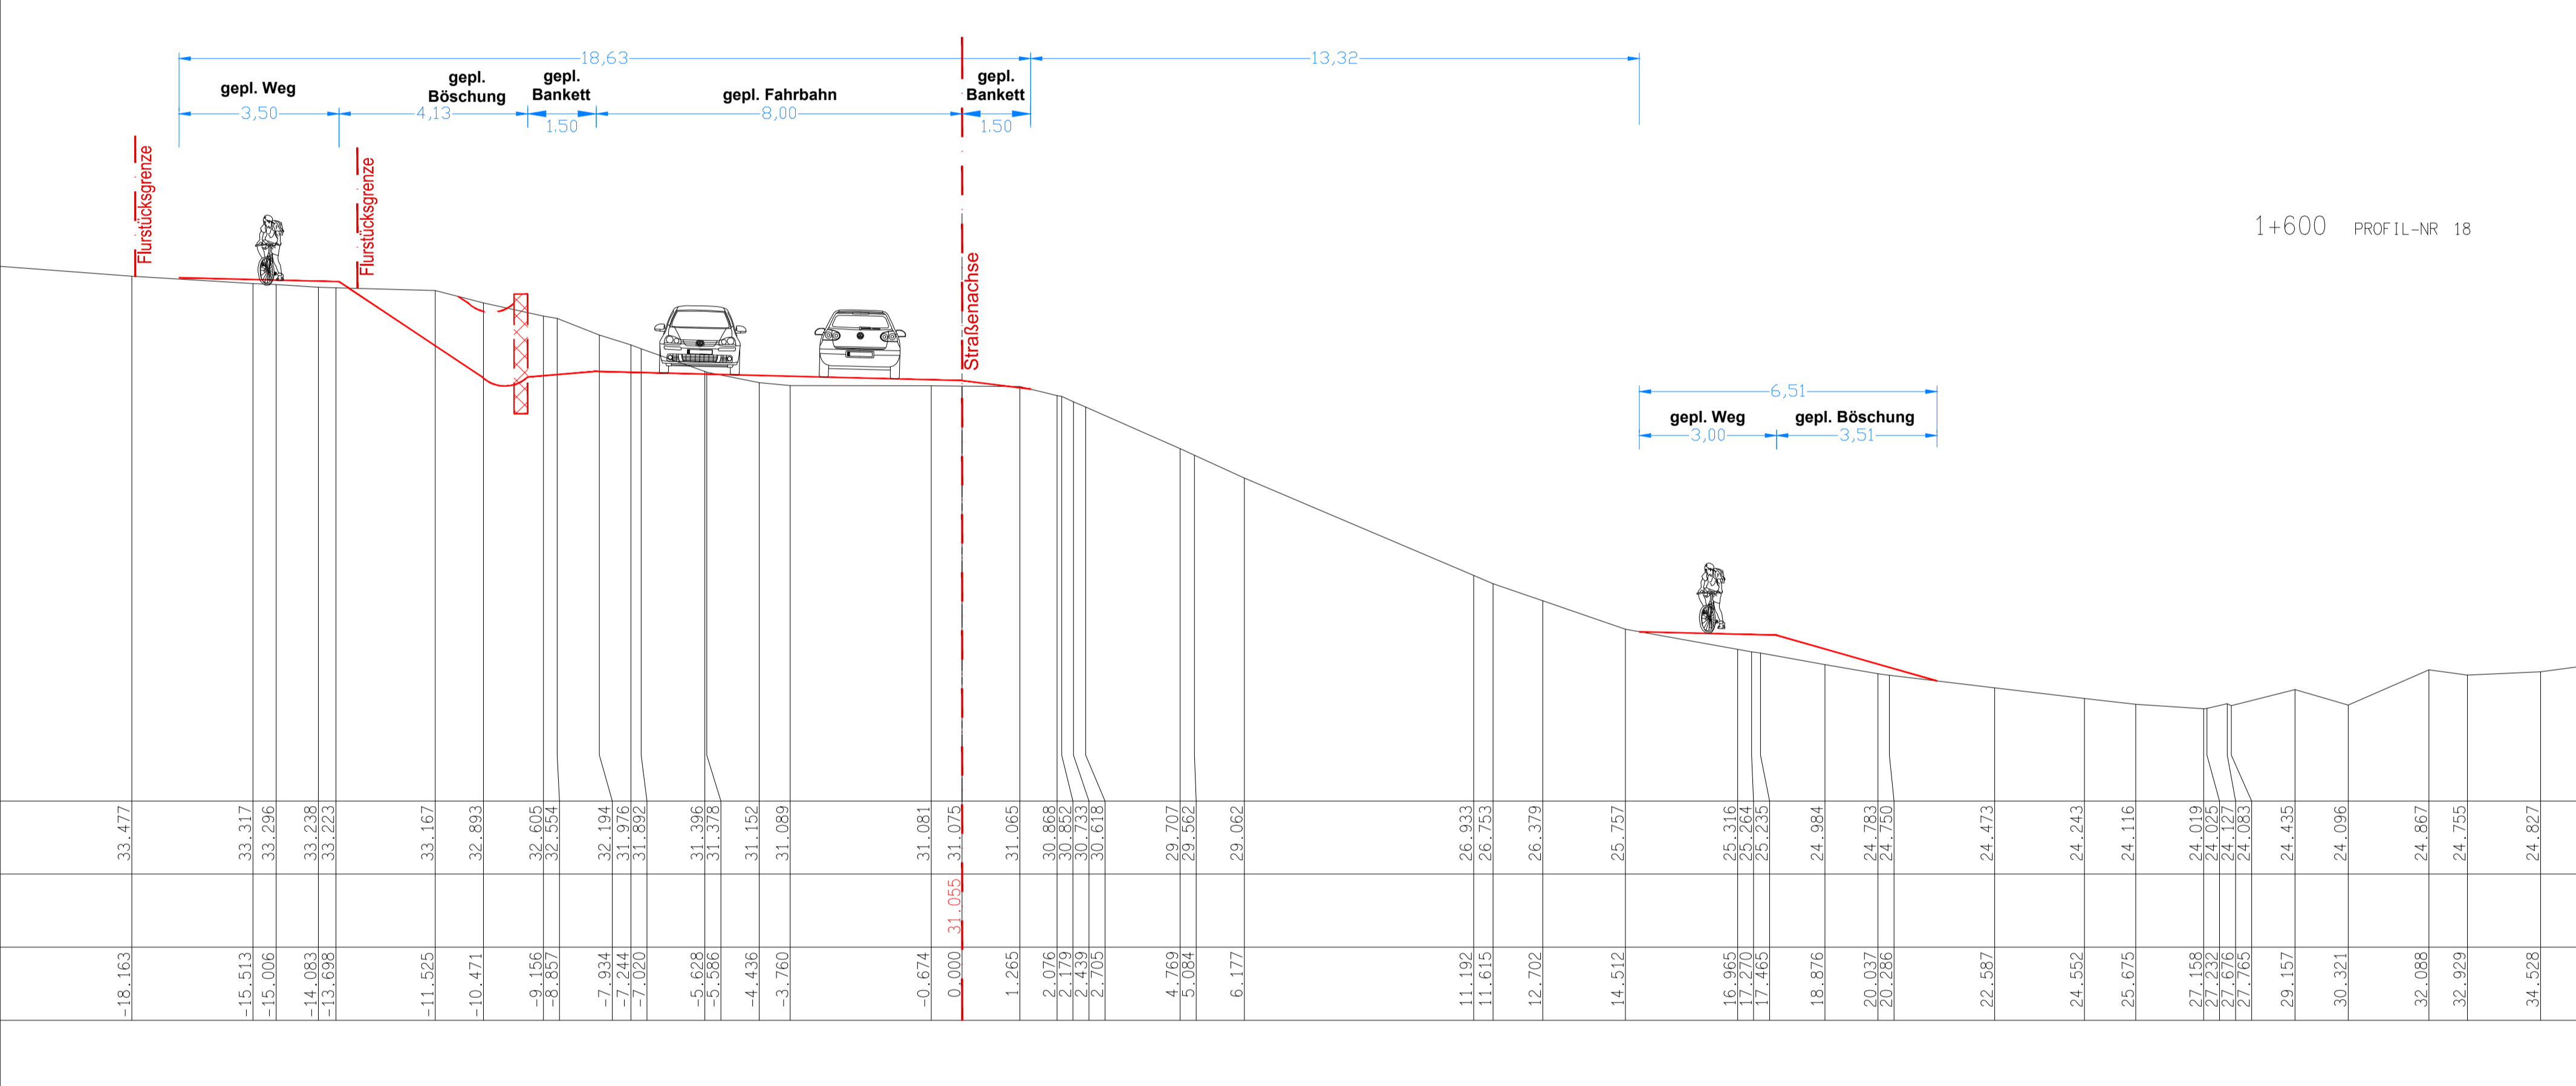 18,63
13,32
gepl. Weg
gepl.
Böschung
gepl.
Bankett
gepl. Fahrbahn
gepl.
Bankett
3,50
4,13
1.50
8,00
1.50
Flurstücksgrenze
Flurstücksgrenze
Straßenachse
1+600 PROFIL-NR 18
6,51
gepl. Weg
gepl. Böschung
3,00
3,51
33.477 33.317 33.296 33.238 33.223 33.167 32.893 32.605 32.554 32.194 31.976 31.892 31.396 31.378 31.152 31.089 31.081 31.075 31.065 30.868 30.852 30.733 30.618 29.707 29.562 29.062 26.933 26.753 26.379 25.757 25.316 25.264 25.235 24.984 24.783 24.750 24.473 24.243 24.116 24.019 24.025 24.127 24.083 24.435 24.096 24.867 24.755 24.827
31.055
-18.163 -15.513 -15.006 -14.083 -13.698 -11.525 -10.471 -9.156 -8.857 -7.934 -7.244 -7.020 -5.628 -5.586 -4.436 -3.760 -0.674 0.000 1.265 2.076 2.179 2.439 2.705 4.769 5.084 6.177 11.192 11.615 12.702 14.512 16.965 17.270 17.465 18.876 20.037 20.286 22.587 24.552 25.675 27.158 27.232 27.676 27.765 29.157 30.321 32.088 32.929 34.528